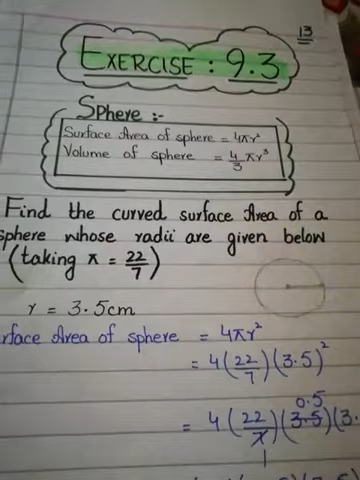 13
EXERCISE : 9.3
Sphere :-
Surface Area of sphere = 4πr²
Volume of sphere = 4/3 πr³
Find the curved surface Area of a
sphere whose radii are given below
(taking π = 22/7)
r = 3.5cm
rface Area of sphere = 4πr²
= 4(22/7)(3.5)²
0.5
= 4(22/7)(3.5)(3.
1